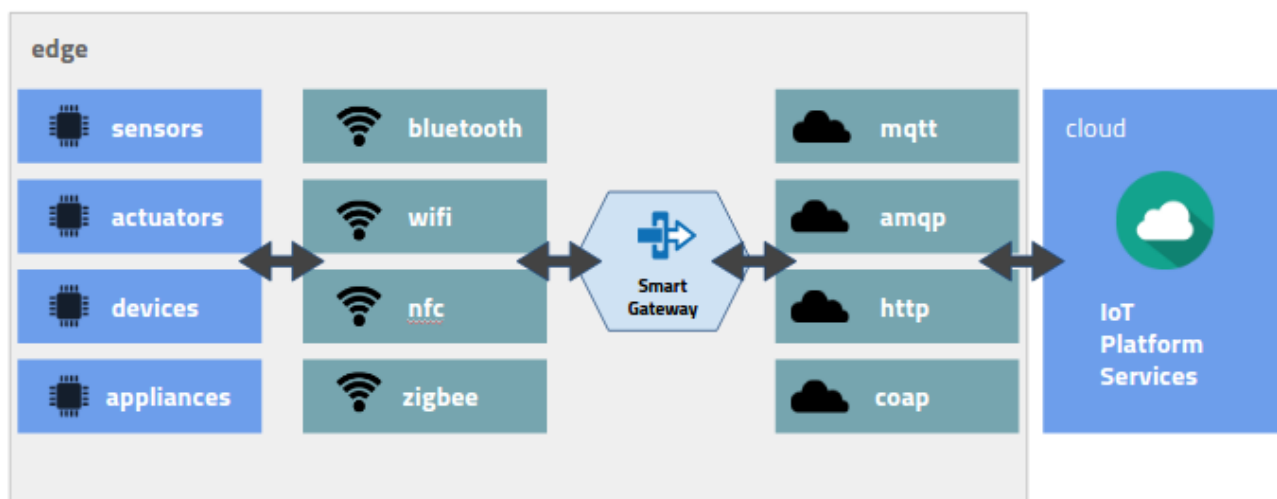 edge
sensors
actuators
devices
appliances
bluetooth
wifi
nfc
zigbee
Smart
Gateway
mqtt
amqp
http
coap
cloud
IoT
Platform
Services